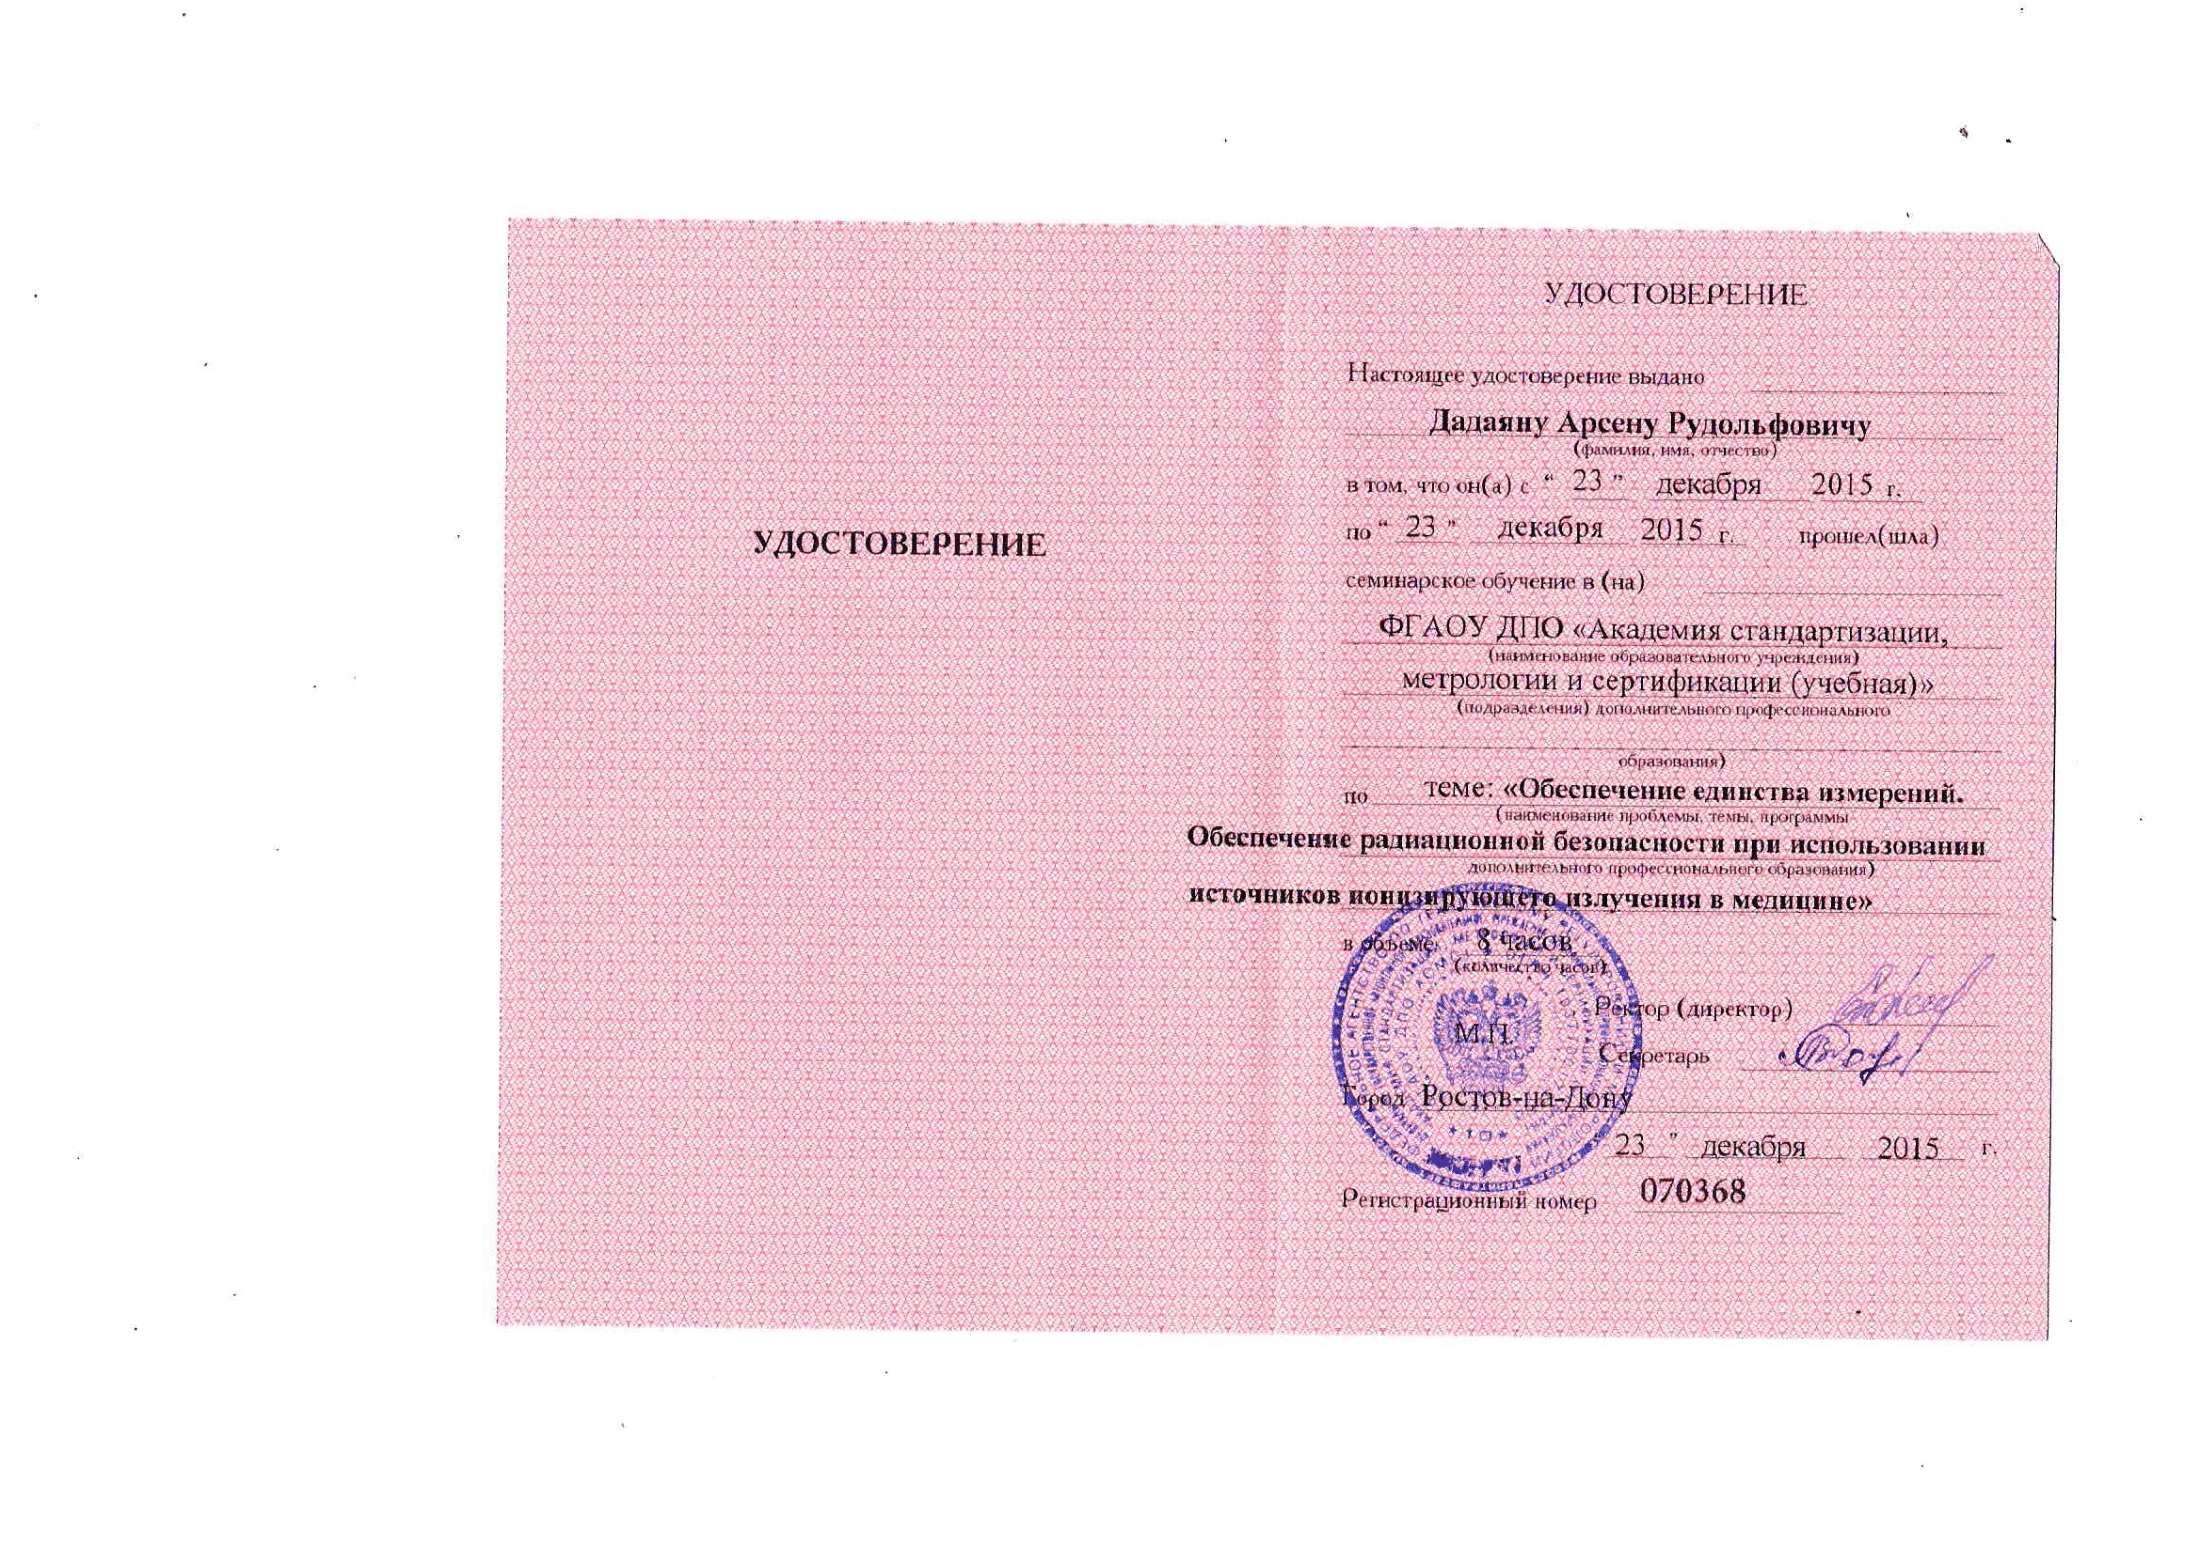 УДОСТОВЕРЕНИЕ
УДОСТОВЕРЕНИЕ
Настоящее удостоверение выдано
Дадаяну Арсену Рудольфовичу
(фамилия, имя, отчество)
в том, что он(а) с “ 23 ” декабря 2015 г.
по “ 23 ” декабря 2015 г. прошел(шла)
семинарское обучение в (на)
ФГАОУ ДПО «Академия стандартизации,
(наименование образовательного учреждения)
метрологии и сертификации (учебная)»
(подразделения) дополнительного профессионального
образования)
по теме: «Обеспечение единства измерений.
(наименование проблемы, темы, программы
Обеспечение радиационной безопасности при использовании
дополнительного профессионального образования)
источников ионизирующего излучения в медицине»
в объеме 8 часов
(количество часов)
Ректор (директор)
М.П.
Секретарь
Город Ростов-на-Дону
23 ” декабря 2015 г.
Регистрационный номер 070368